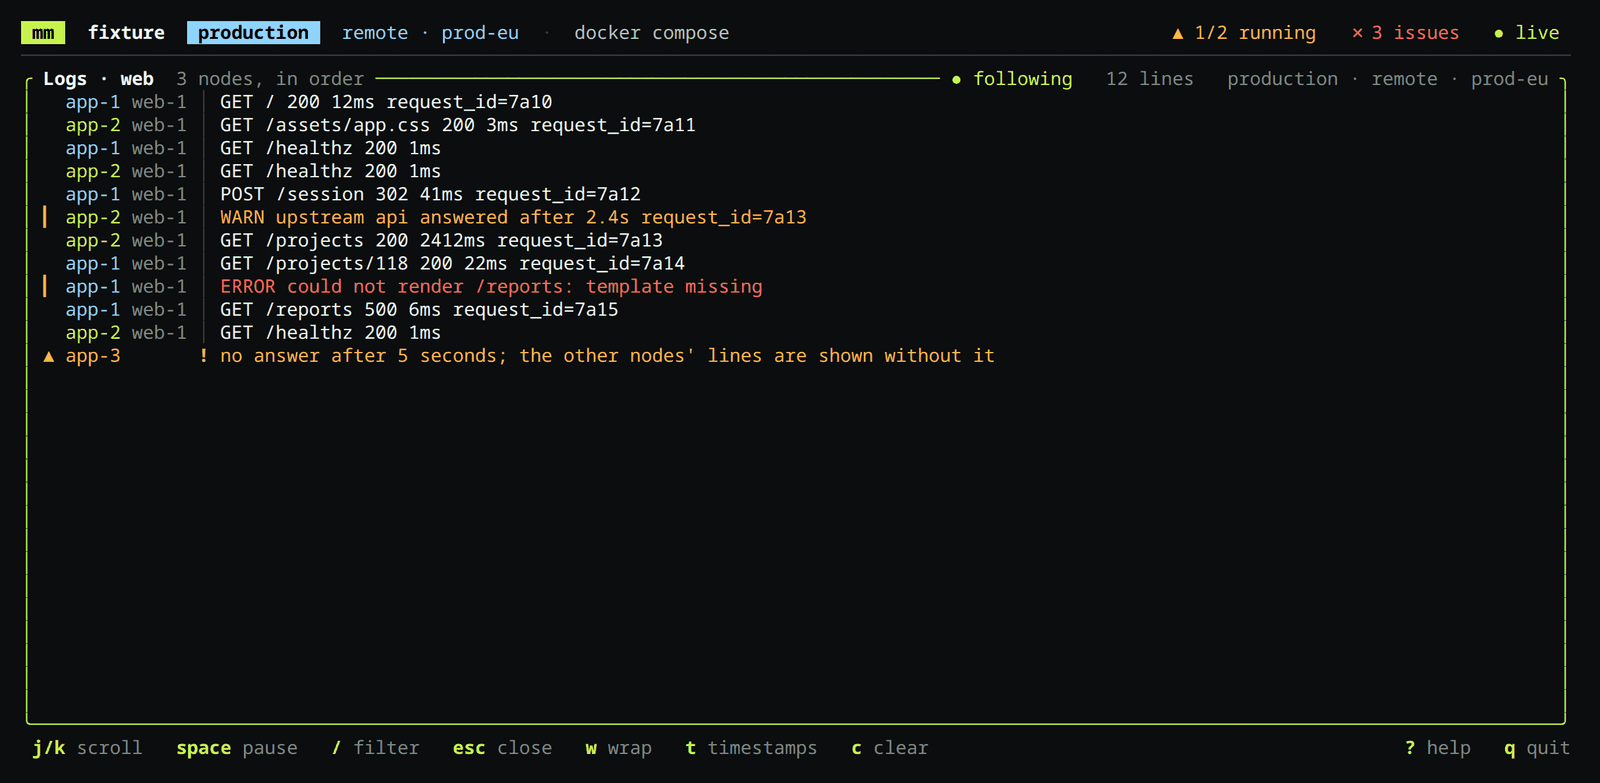 mm fixture production remote · prod-eu · docker compose ▲ 1/2 running × 3 issues ● live
Logs · web 3 nodes, in order ● following 12 lines production · remote · prod-eu
app-1 web-1 │ GET / 200 12ms request_id=7a10
app-2 web-1 │ GET /assets/app.css 200 3ms request_id=7a11
app-1 web-1 │ GET /healthz 200 1ms
app-2 web-1 │ GET /healthz 200 1ms
app-1 web-1 │ POST /session 302 41ms request_id=7a12
app-2 web-1 │ WARN upstream api answered after 2.4s request_id=7a13
app-2 web-1 │ GET /projects 200 2412ms request_id=7a13
app-1 web-1 │ GET /projects/118 200 22ms request_id=7a14
app-1 web-1 │ ERROR could not render /reports: template missing
app-1 web-1 │ GET /reports 500 6ms request_id=7a15
app-2 web-1 │ GET /healthz 200 1ms
▲ app-3 ! no answer after 5 seconds; the other nodes' lines are shown without it
j/k scroll space pause / filter esc close w wrap t timestamps c clear ? help q quit